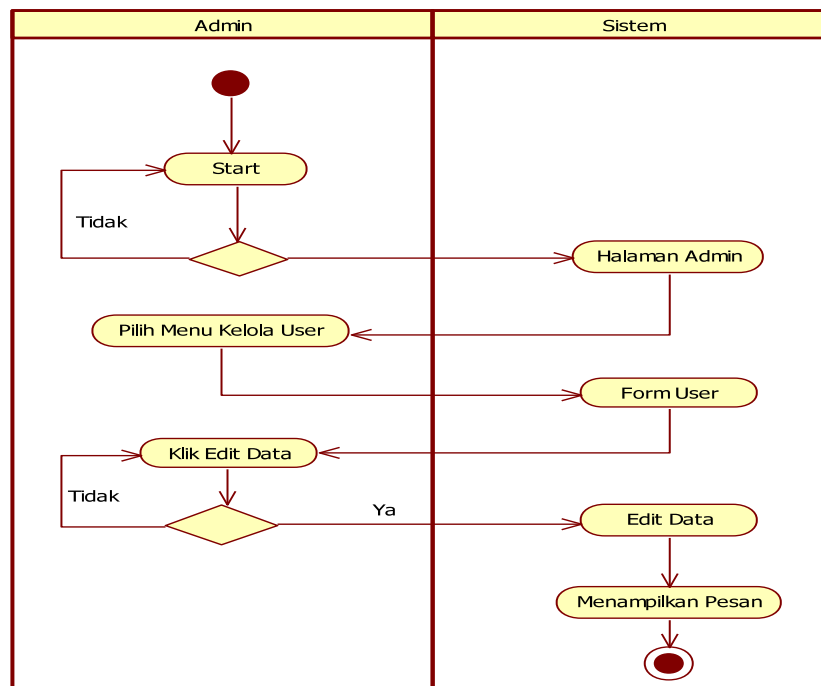 Admin
Sistem
Start
Tidak
Halaman Admin
Pilih Menu Kelola User
Form User
Klik Edit Data
Tidak
Ya
Edit Data
Menampilkan Pesan